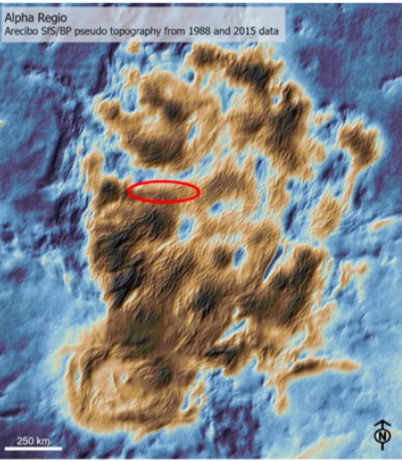 Alpha Regio
Arecibo SfS/BP pseudo topography from 1988 and 2015 data
250 km
N